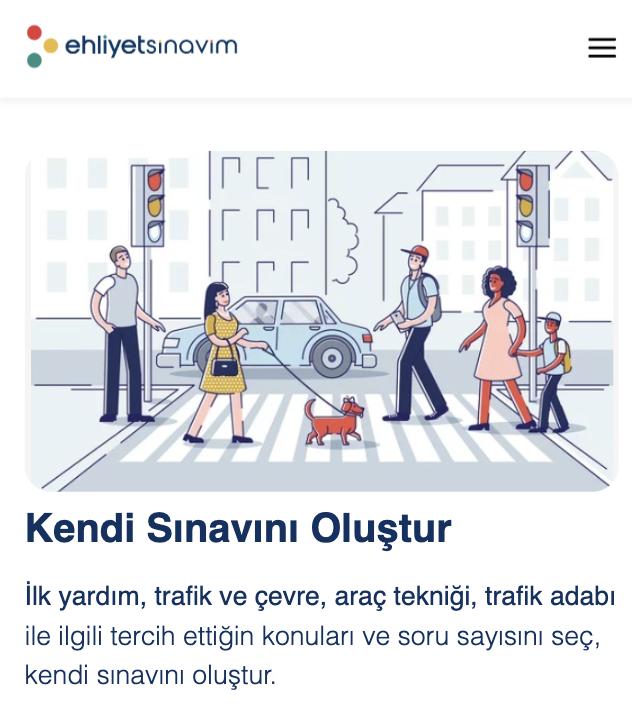 ehliyetsınavım
Kendi Sınavını Oluştur
İlk yardım, trafik ve çevre, araç tekniği, trafik adabı
ile ilgili tercih ettiğin konuları ve soru sayısını seç,
kendi sınavını oluştur.